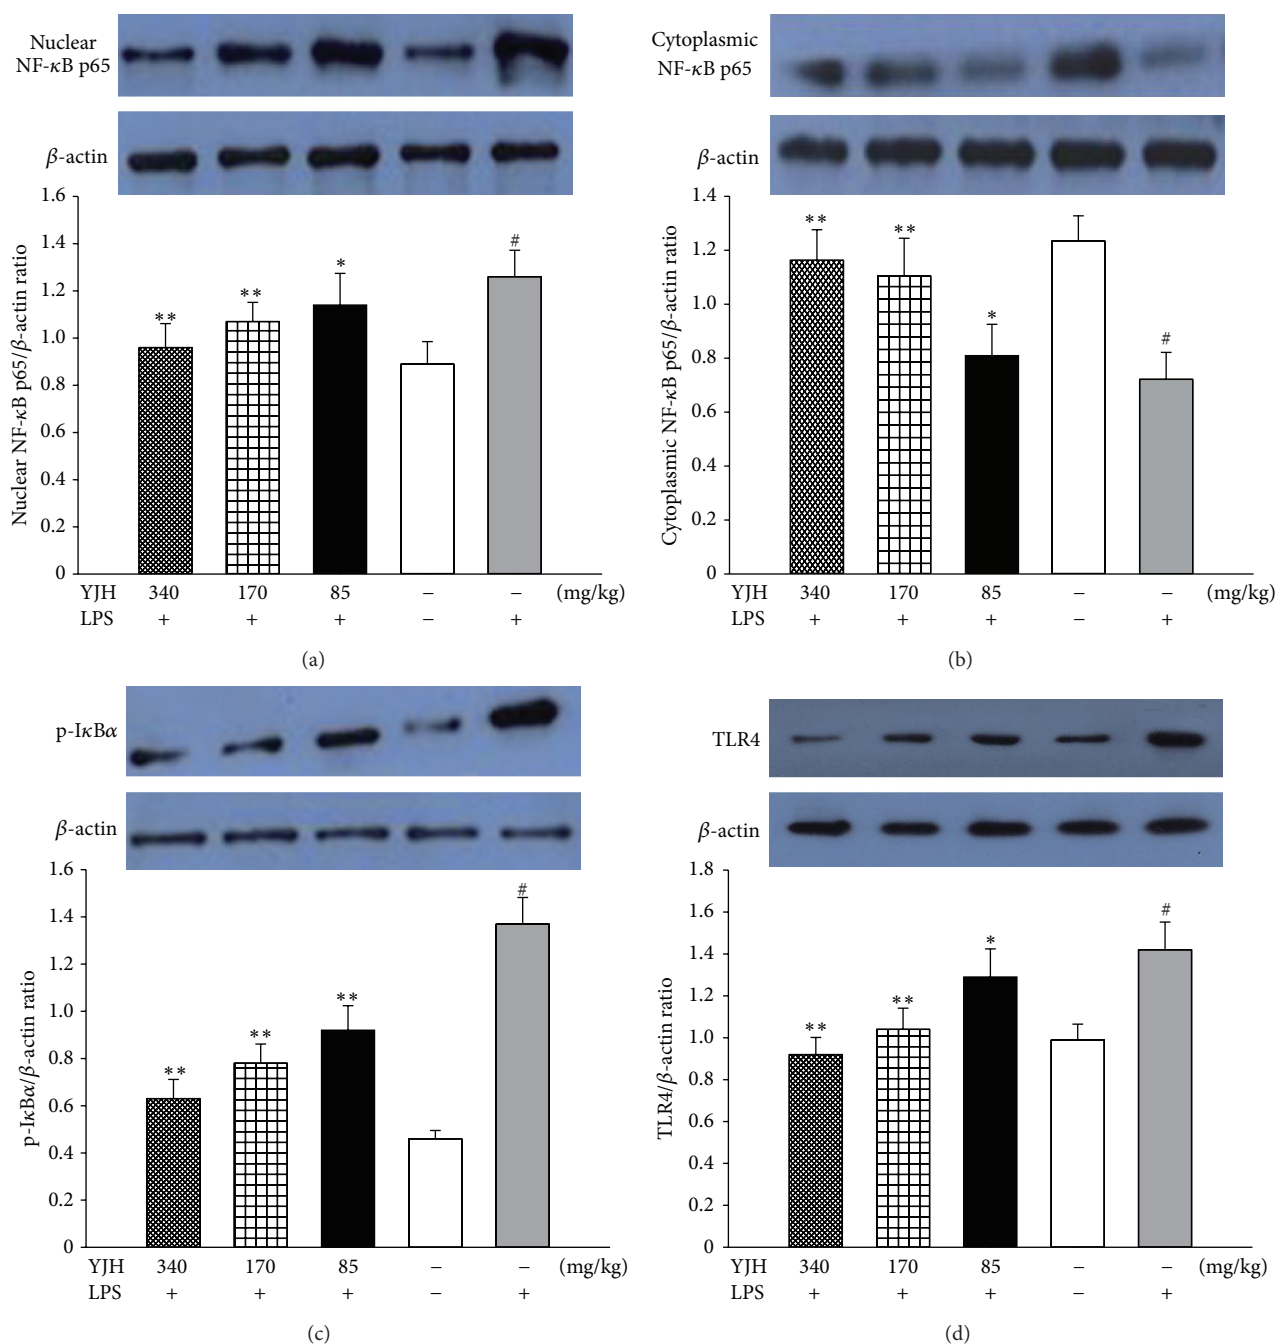 Nuclear
NF-κB p65
β-actin
1.6
1.4
1.2
1.0
0.8
0.6
0.4
0.2
0
Nuclear NF-κB p65/β-actin ratio
**
**
*
#
YJH 340 170 85 − − (mg/kg)
LPS + + + − +
(a)
Cytoplasmic
NF-κB p65
β-actin
1.4
1.2
1.0
0.8
0.6
0.4
0.2
0
Cytoplasmic NF-κB p65/β-actin ratio
**
**
*
#
YJH 340 170 85 − − (mg/kg)
LPS + + + − +
(b)
p-IκBα
β-actin
1.6
1.4
1.2
1.0
0.8
0.6
0.4
0.2
0
p-IκBα/β-actin ratio
**
**
**
#
YJH 340 170 85 − − (mg/kg)
LPS + + + − +
(c)
TLR4
β-actin
1.8
1.6
1.4
1.2
1.0
0.8
0.6
0.4
0.2
0
TLR4/β-actin ratio
**
**
*
#
YJH 340 170 85 − − (mg/kg)
LPS + + + − +
(d)